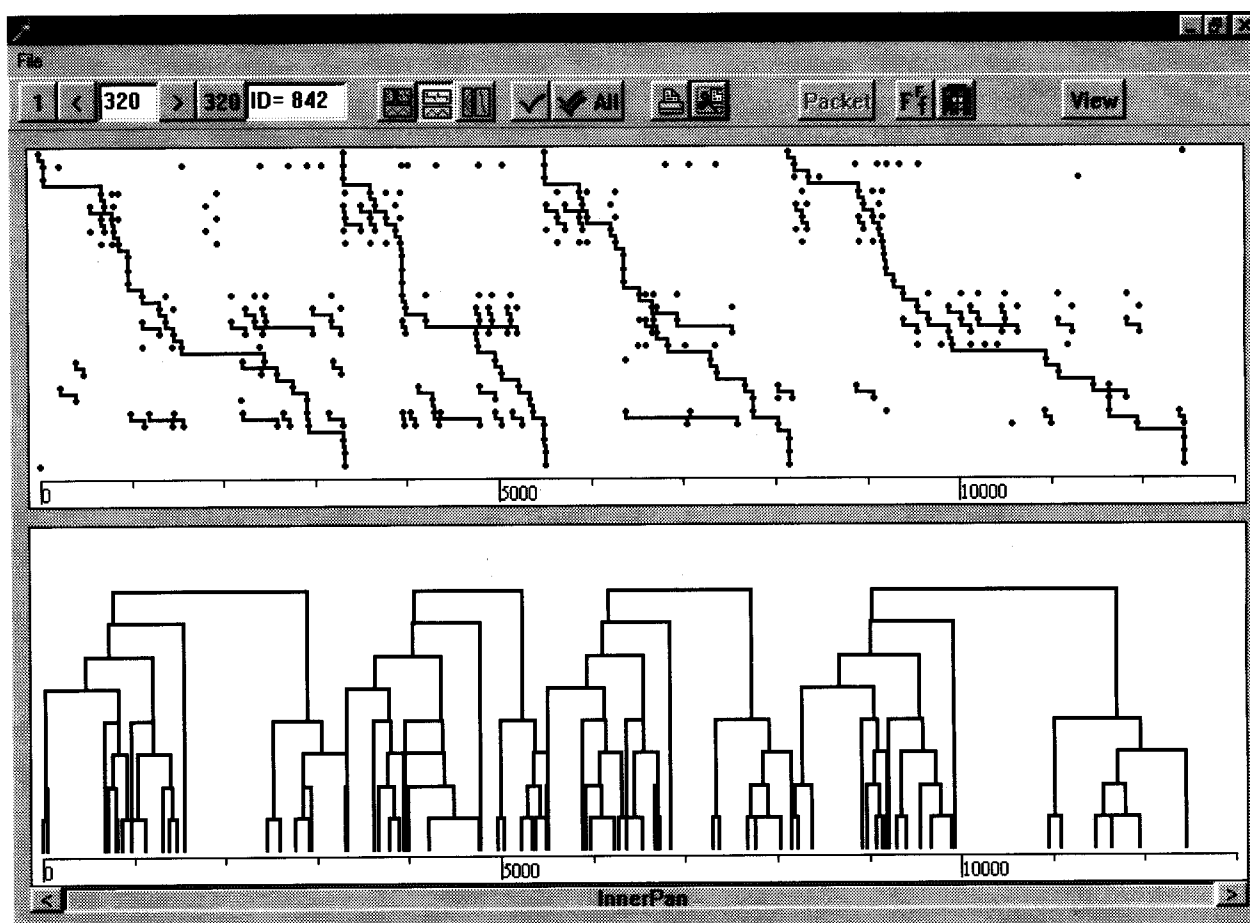 File
1 < 320 > 320 ID= 842 All Packet View
0 5000 10000
0 5000 10000
< InnerPan >